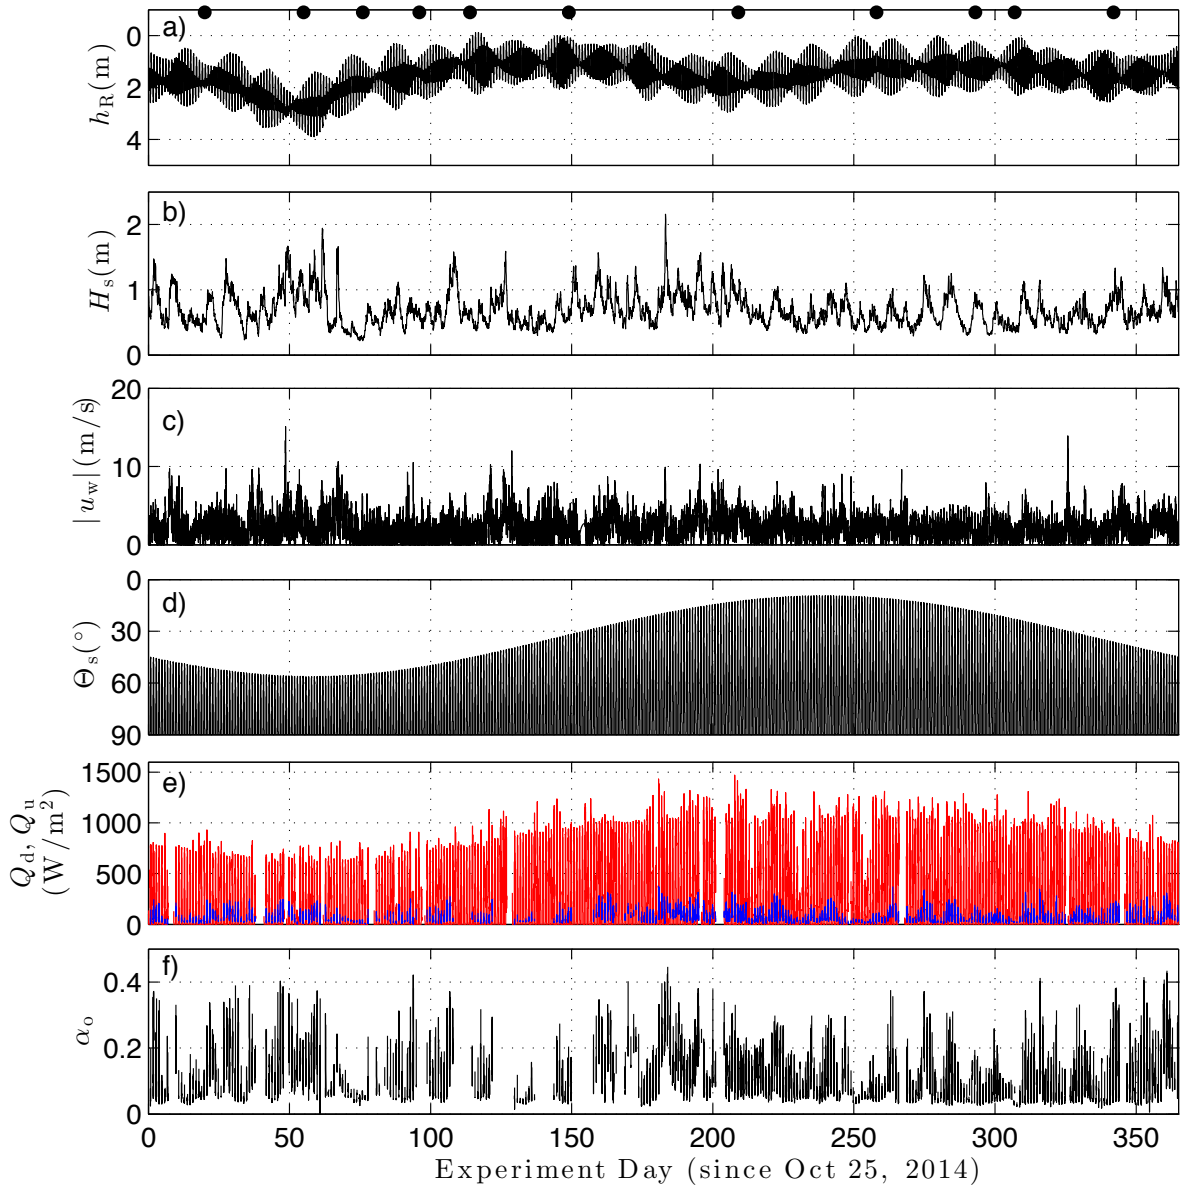 a)
0
2
4
h_R(m)
b)
2
1
0
H_s(m)
c)
20
10
0
|u_w|(m/s)
d)
0
30
60
90
Θ_s(°)
e)
1500
1000
500
0
Q_d, Q_u
(W/m²)
f)
0.4
0.2
0
α_o
0 50 100 150 200 250 300 350
Experiment Day (since Oct 25, 2014)